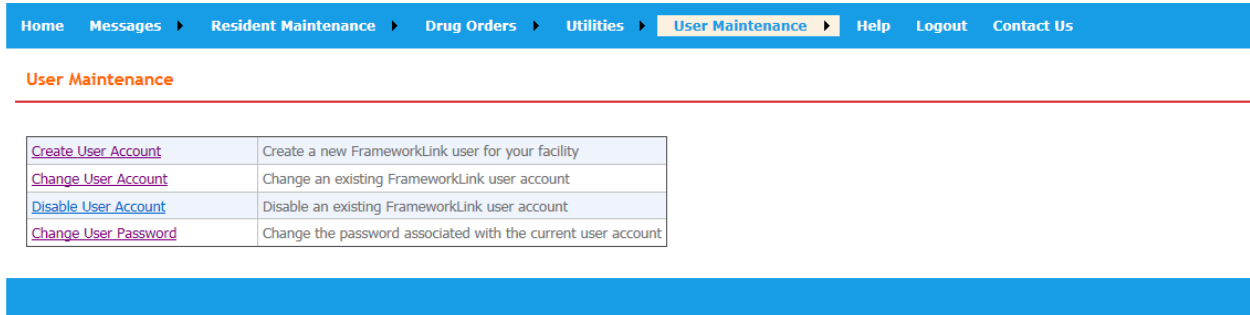 Home Messages Resident Maintenance Drug Orders Utilities User Maintenance Help Logout Contact Us
User Maintenance
Create User Account Create a new FrameworkLink user for your facility
Change User Account Change an existing FrameworkLink user account
Disable User Account Disable an existing FrameworkLink user account
Change User Password Change the password associated with the current user account